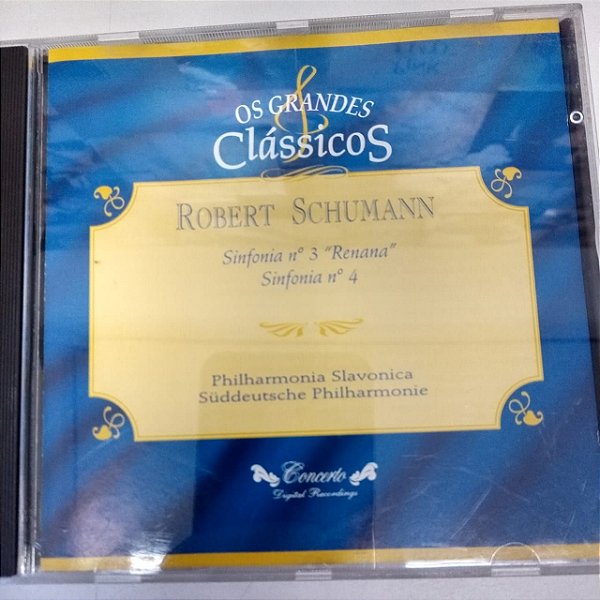 OS GRANDES
Clássicos
ROBERT SCHUMANN
Sinfonia nº 3 "Renana"
Sinfonia nº 4
Philharmonia Slavonica
Süddeutsche Philharmonie
Concerto
Digital Recordings